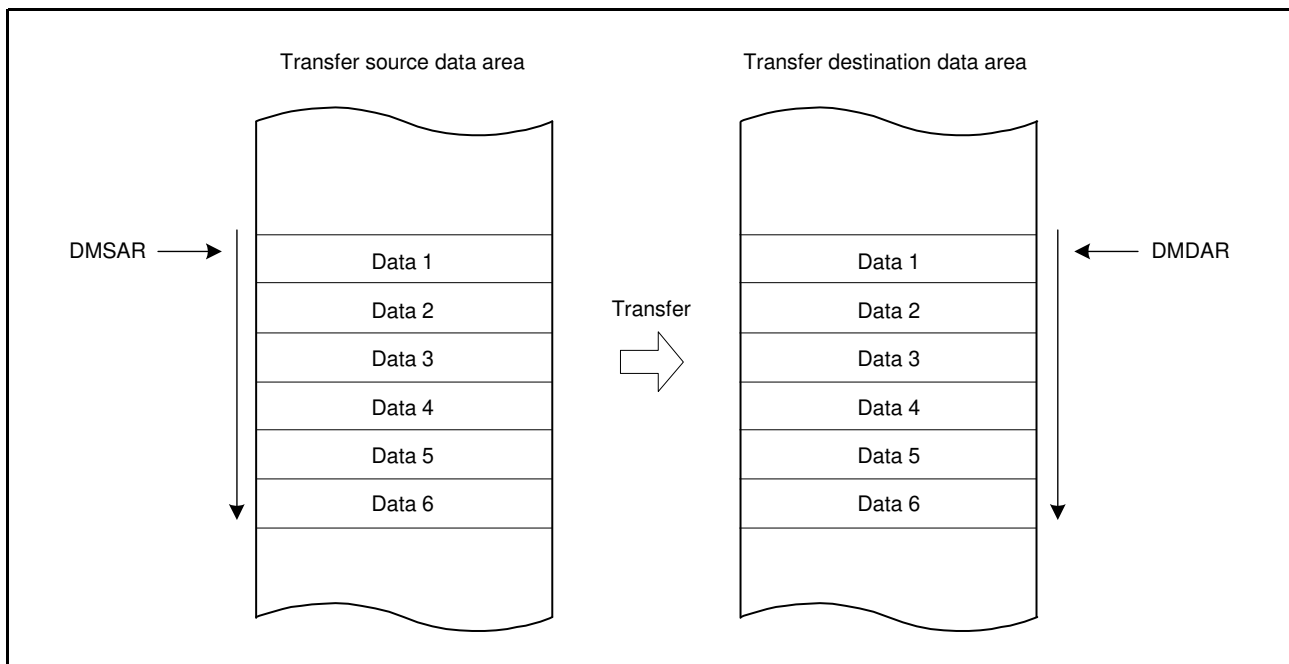 Transfer source data area
Transfer destination data area
DMSAR
Data 1
Data 2
Data 3
Data 4
Data 5
Data 6
Transfer
Data 1
Data 2
Data 3
Data 4
Data 5
Data 6
DMDAR